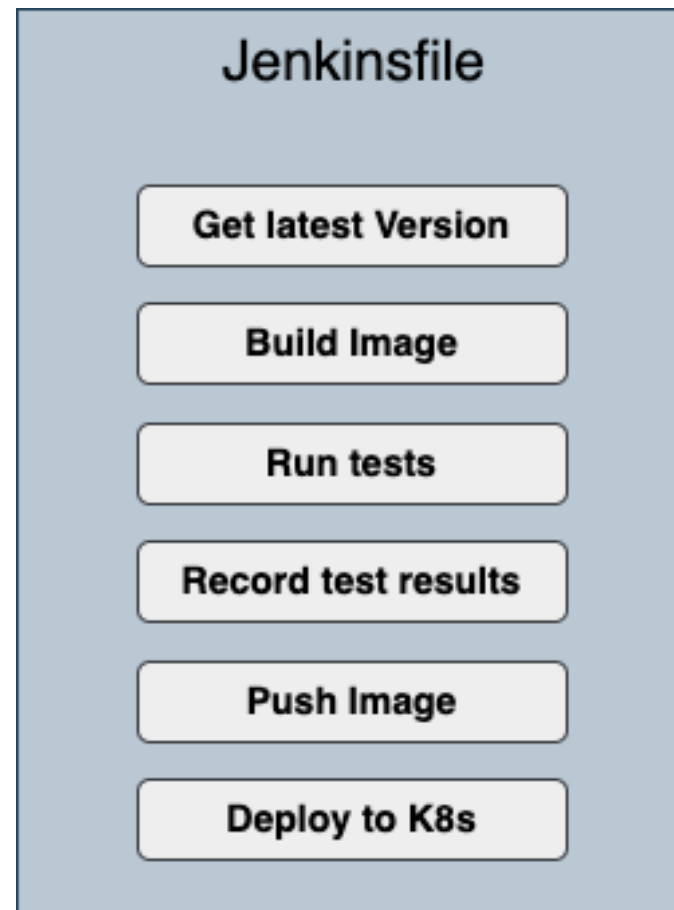 Jenkinsfile
Get latest Version
Build Image
Run tests
Record test results
Push Image
Deploy to K8s